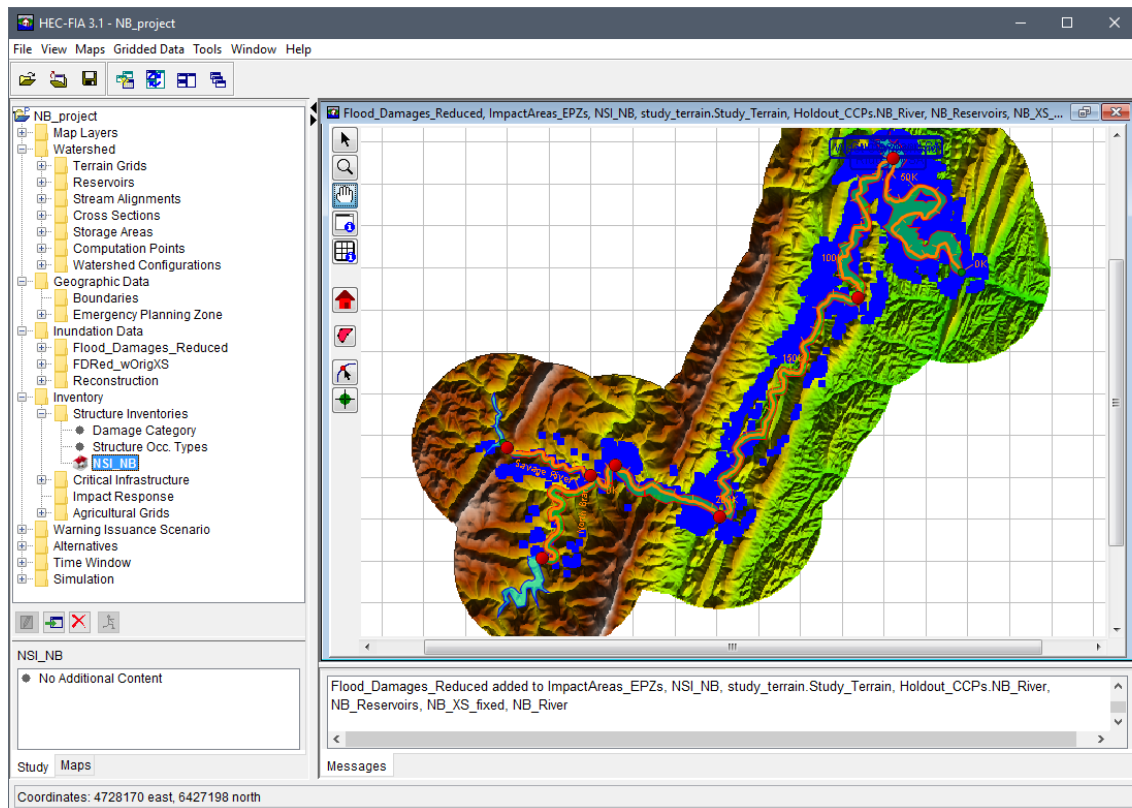 HEC-FIA 3.1 - NB_project
File View Maps Gridded Data Tools Window Help
NB_project
Map Layers
Watershed
Terrain Grids
Reservoirs
Stream Alignments
Cross Sections
Storage Areas
Computation Points
Watershed Configurations
Geographic Data
Boundaries
Emergency Planning Zone
Inundation Data
Flood_Damages_Reduced
FDRed_wOrigXS
Reconstruction
Inventory
Structure Inventories
Damage Category
Structure Occ. Types
NSI_NB
Critical Infrastructure
Impact Response
Agricultural Grids
Warning Issuance Scenario
Alternatives
Time Window
Simulation
NSI_NB
No Additional Content
Study Maps
Flood_Damages_Reduced, ImpactAreas_EPZs, NSI_NB, study_terrain.Study_Terrain, Holdout_CCPs.NB_River, NB_Reservoirs, NB_XS_...
50K
0K
100
150K
Savage_River
0K
Flood_Damages_Reduced added to ImpactAreas_EPZs, NSI_NB, study_terrain.Study_Terrain, Holdout_CCPs.NB_River,
NB_Reservoirs, NB_XS_fixed, NB_River
Messages
Coordinates: 4728170 east, 6427198 north